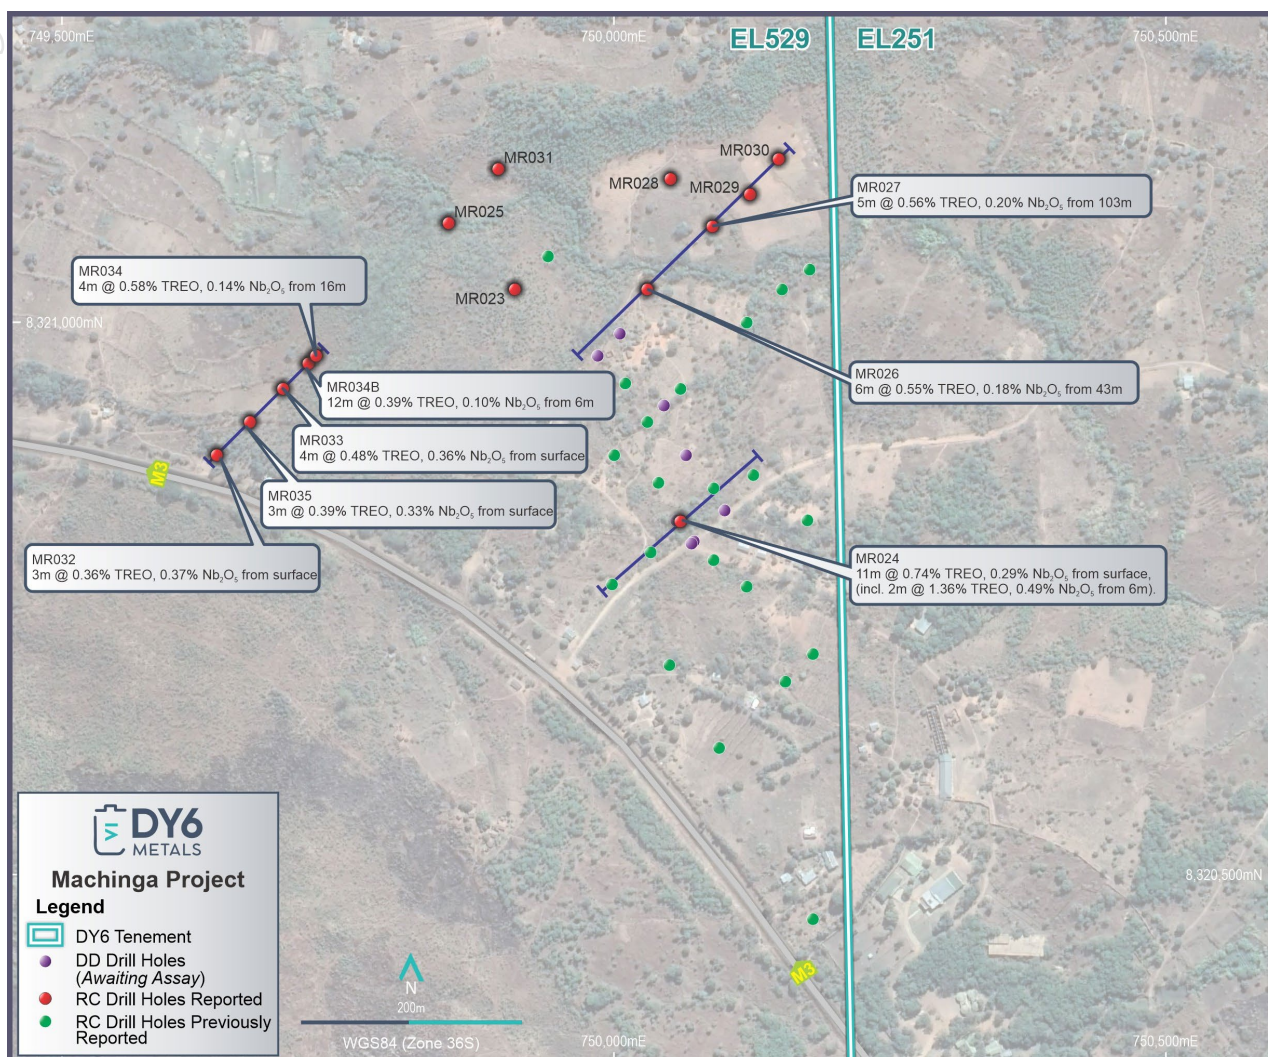 749,500mE
750,000mE
EL529
EL251
750,500mE
MR031
MR030
MR028
MR029
MR027
5m @ 0.56% TREO, 0.20% Nb₂O₅ from 103m
MR025
MR034
4m @ 0.58% TREO, 0.14% Nb₂O₅ from 16m
MR023
8,321,000mN
MR026
6m @ 0.55% TREO, 0.18% Nb₂O₅ from 43m
MR034B
12m @ 0.39% TREO, 0.10% Nb₂O₅ from 6m
MR033
4m @ 0.48% TREO, 0.36% Nb₂O₅ from surface
M3
MR035
3m @ 0.39% TREO, 0.33% Nb₂O₅ from surface
MR032
3m @ 0.36% TREO, 0.37% Nb₂O₅ from surface
MR024
11m @ 0.74% TREO, 0.29% Nb₂O₅ from surface,
(incl. 2m @ 1.36% TREO, 0.49% Nb₂O₅ from 6m).
8,320,500mN
VI DY6
METALS
Machinga Project
Legend
DY6 Tenement
DD Drill Holes
(Awaiting Assay)
RC Drill Holes Reported
RC Drill Holes Previously
Reported
N
200m
WGS84 (Zone 36S)
M3
750,000mE
750,500mE